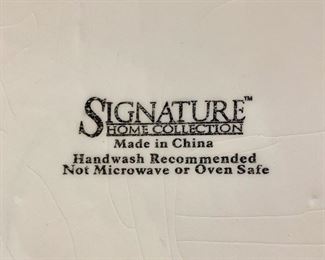 SIGNATURE™
HOME COLLECTION
Made in China
Handwash Recommended
Not Microwave or Oven Safe